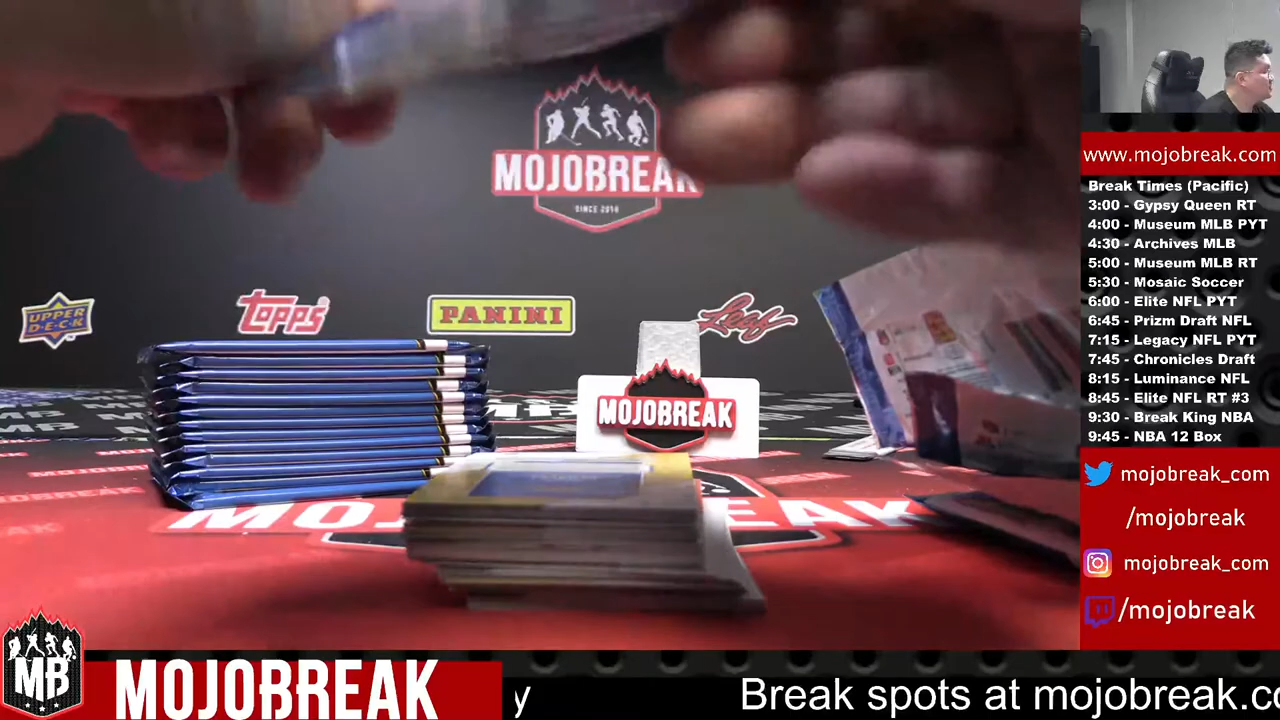 MOJOBREAK
SINCE 2014
UPPER
D·E·C·K
Topps
PANINI
Leaf
MOJOBREAK
MOJOBREAK
MB
MOJOBREAK
www.mojobreak.com
Break Times (Pacific)
3:00 - Gypsy Queen RT
4:00 - Museum MLB PYT
4:30 - Archives MLB
5:00 - Museum MLB RT
5:30 - Mosaic Soccer
6:00 - Elite NFL PYT
6:45 - Prizm Draft NFL
7:15 - Legacy NFL PYT
7:45 - Chronicles Draft
8:15 - Luminance NFL
8:45 - Elite NFL RT #3
9:30 - Break King NBA
9:45 - NBA 12 Box
mojobreak_com
/mojobreak
mojobreak_com
/mojobreak
MB
MOJOBREAK
y
Break spots at mojobreak.co